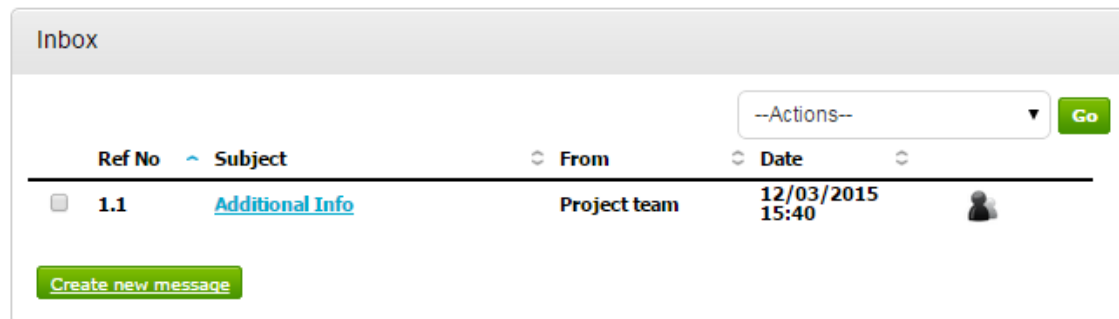 Inbox
--Actions-- Go
Ref No Subject From Date
1.1 Additional Info Project team 12/03/2015
15:40
Create new message